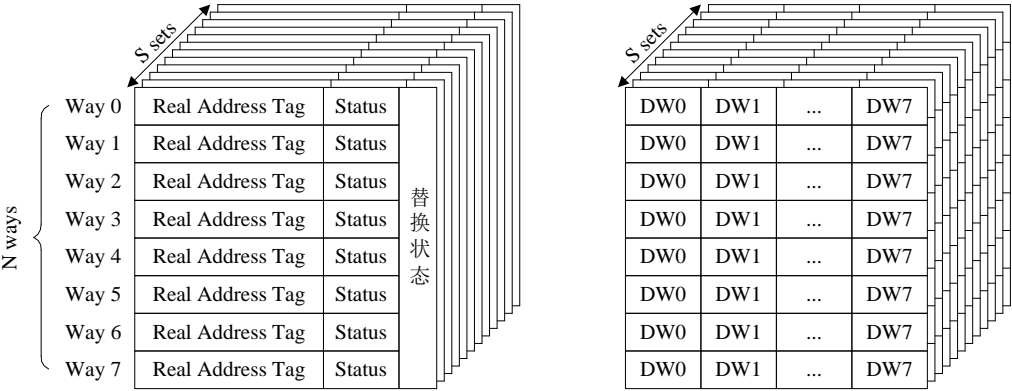 S sets
S sets
Way 0 Real Address Tag Status DW0 DW1 ... DW7
Way 1 Real Address Tag Status DW0 DW1 ... DW7
Way 2 Real Address Tag Status DW0 DW1 ... DW7
Way 3 Real Address Tag Status DW0 DW1 ... DW7
Way 4 Real Address Tag Status DW0 DW1 ... DW7
Way 5 Real Address Tag Status DW0 DW1 ... DW7
Way 6 Real Address Tag Status DW0 DW1 ... DW7
Way 7 Real Address Tag Status DW0 DW1 ... DW7
N ways
替换状态